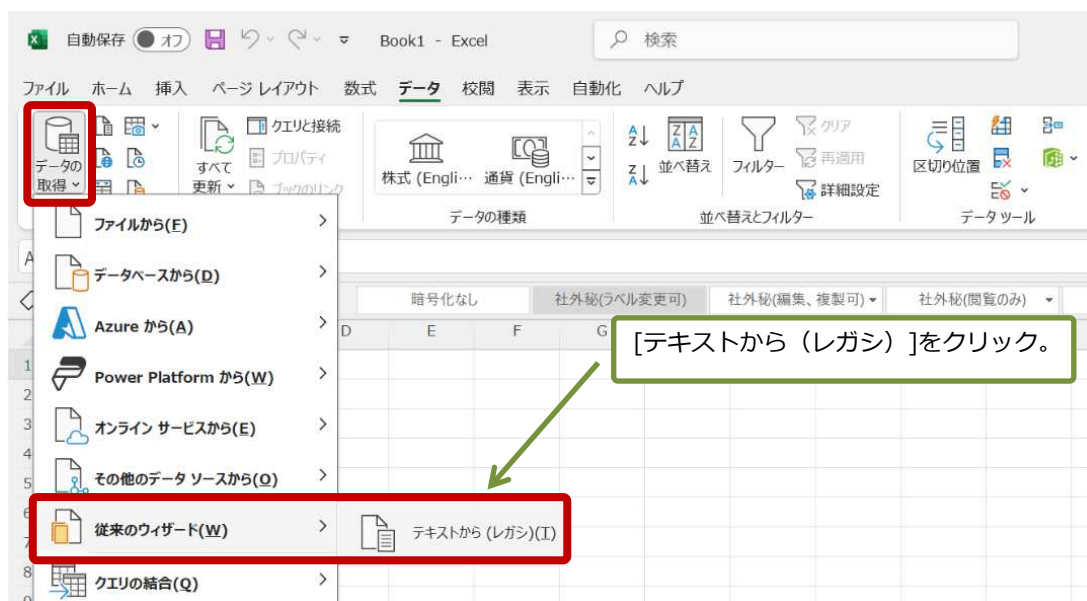 自動保存 オフ Book1 - Excel 検索
ファイル ホーム 挿入 ページ レイアウト 数式 データ 校閲 表示 自動化 ヘルプ
データの取得
すべて更新
クエリと接続
プロパティ
ブックのリンク
株式 (Engli… 通貨 (Engli…
データの種類
並べ替え フィルター
クリア
再適用
詳細設定
並べ替えとフィルター
区切り位置
データ ツール
A
暗号化なし 社外秘(ラベル変更可) 社外秘(編集、複製可) 社外秘(閲覧のみ)
D E F G
1
2
3
4
5
6
7
8
9
ファイルから(F)
データベースから(D)
Azure から(A)
Power Platform から(W)
オンライン サービスから(E)
その他のデータ ソースから(O)
従来のウィザード(W)
テキストから (レガシ)(T)
クエリの結合(Q)
[テキストから（レガシ）]をクリック。